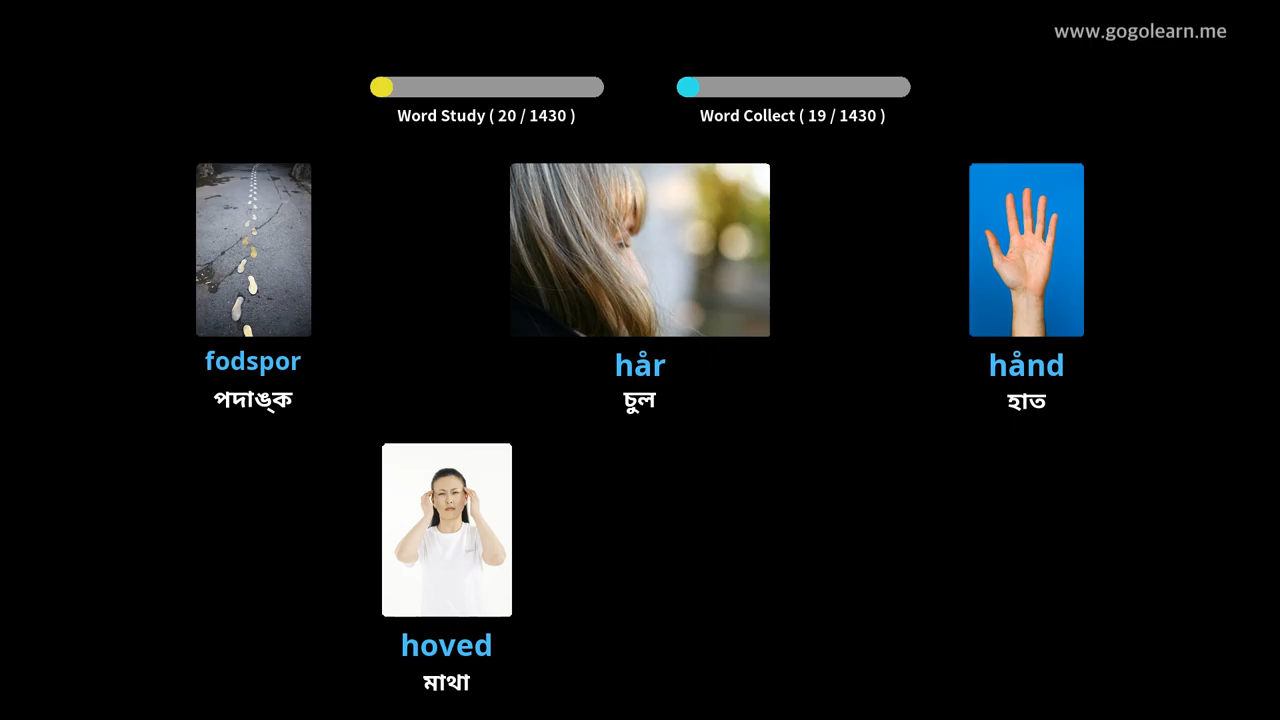 www.gogolearn.me
Word Study ( 20 / 1430 )
Word Collect ( 19 / 1430 )
fodspor
পদাঙ্ক
hår
চুল
hånd
হাত
hoved
মাথা